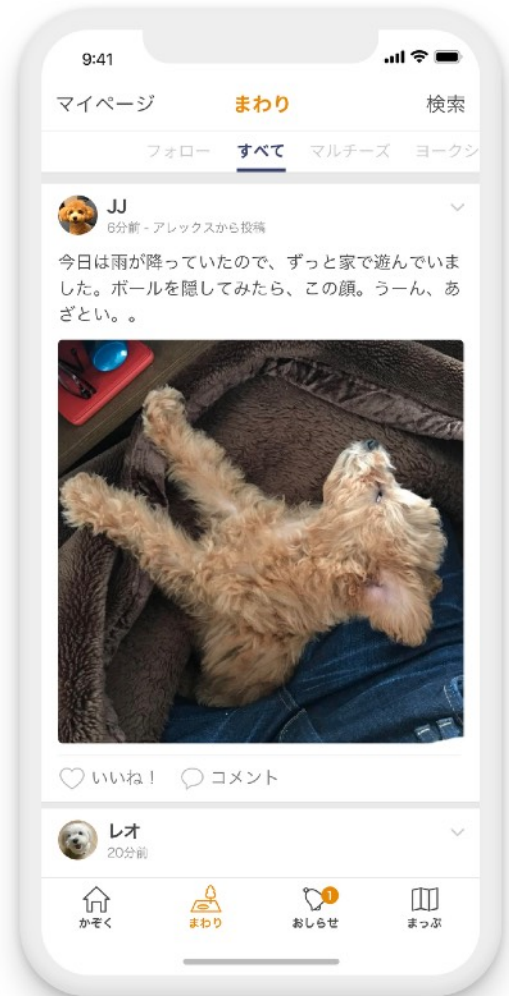 9:41
マイページ まわり 検索
フォロー すべて マルチーズ ヨークシ
JJ
6分前 - アレックスから投稿
今日は雨が降っていたので、ずっと家で遊んでいま
した。ボールを隠してみたら、この顔。うーん、あ
ざとい。。
いいね！ コメント
レオ
20分前
1
かぞく まわり おしらせ まっぷ